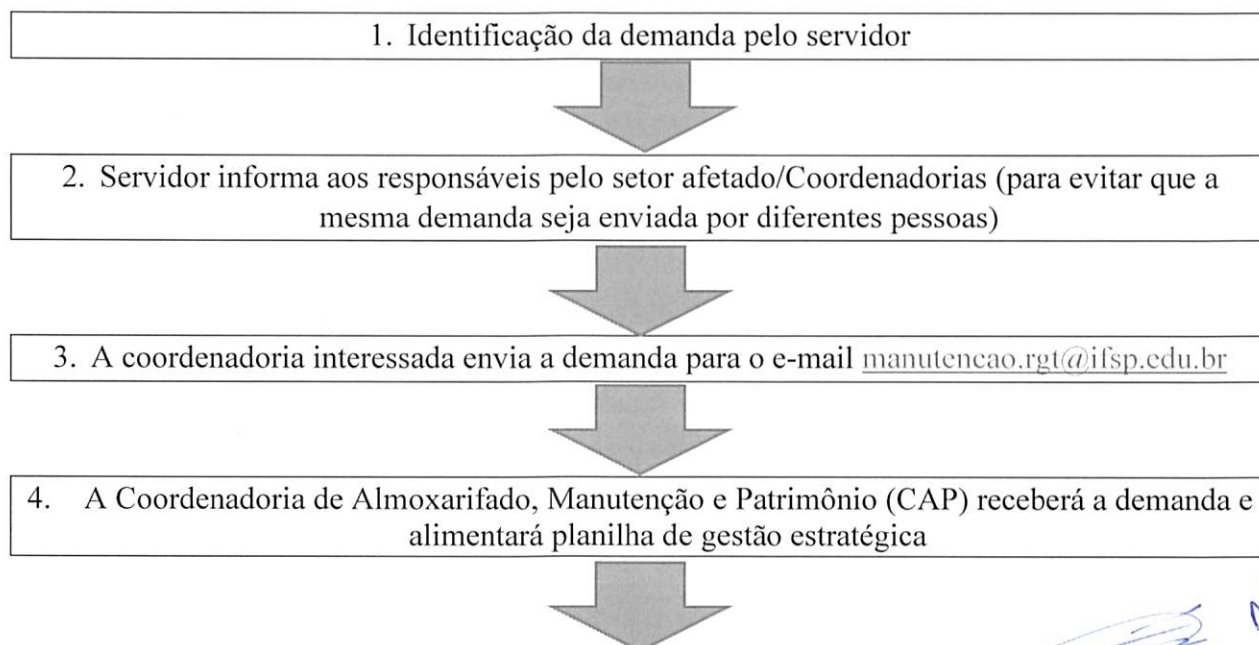 1. Identificação da demanda pelo servidor
2. Servidor informa aos responsáveis pelo setor afetado/Coordenadorias (para evitar que a
mesma demanda seja enviada por diferentes pessoas)
3. A coordenadoria interessada envia a demanda para o e-mail manutencao.rgt@ifsp.edu.br
4. A Coordenadoria de Almoxarifado, Manutenção e Patrimônio (CAP) receberá a demanda e
alimentará planilha de gestão estratégica